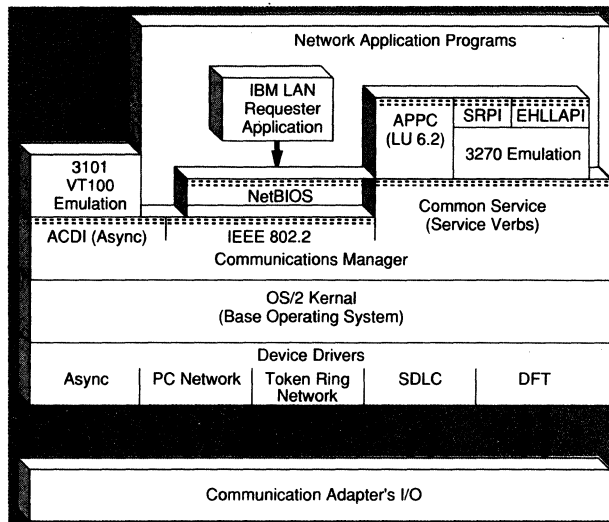 Network Application Programs
IBM LAN
Requester
Application
APPC
(LU 6.2)
SRPI
EHLLAPI
3270 Emulation
3101
VT100
Emulation
NetBIOS
Common Service
(Service Verbs)
ACDI (Async)
IEEE 802.2
Communications Manager
OS/2 Kernal
(Base Operating System)
Device Drivers
Async
PC Network
Token Ring
Network
SDLC
DFT
Communication Adapter's I/O